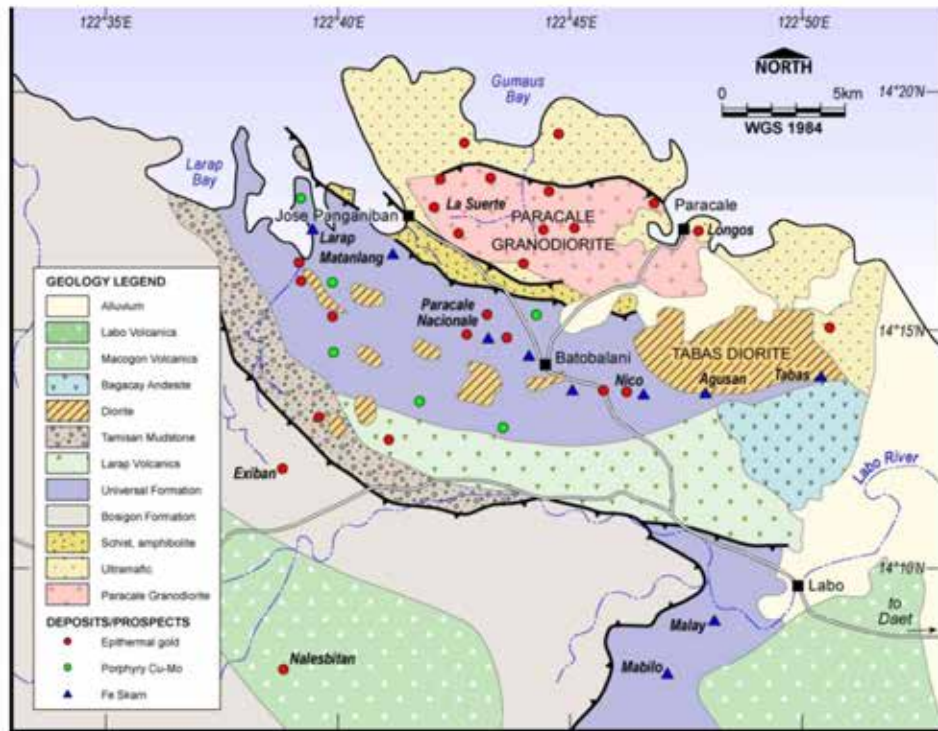 122°35'E
122°40'E
122°45'E
122°50'E
NORTH
0 5km
WGS 1984
14°20'N
14°15'N
14°10'N
Gumaus
Bay
Larap
Bay
Jose Panganiban
La Suerte
PARACALE
GRANODIORITE
Paracale
Longos
Larap
Matanlang
Paracale
Nacionale
Batobalani
TABAS DIORITE
Nico
Agusan
Tabas
Exiban
Labo River
Labo
to
Daet
Malay
Mabilo
Nalesbitan
GEOLOGY LEGEND
Alluvium
Labo Volcanics
Macogon Volcanics
Bagacay Andesite
Diorite
Tamisan Mudstone
Larap Volcanics
Universal Formation
Bosigon Formation
Schist, amphibolite
Ultramafic
Paracale Granodiorite
DEPOSITS/PROSPECTS
Epithermal gold
Porphyry Cu-Mo
Fe Skarn